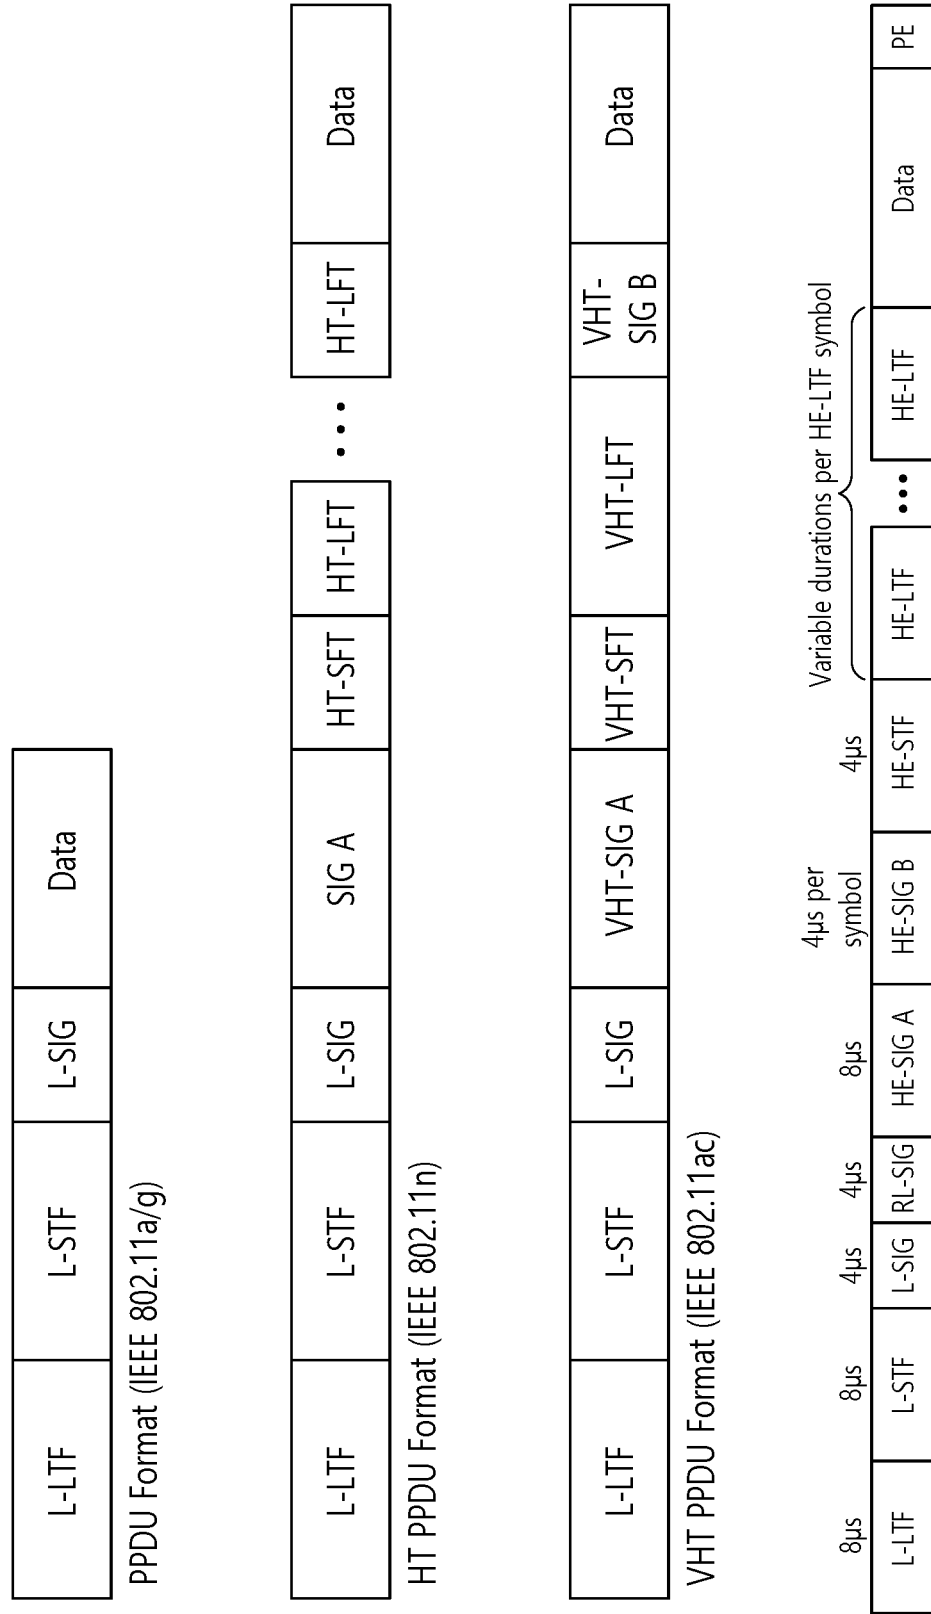 L-LTF
L-STF
L-SIG
Data
PPDU Format (IEEE 802.11a/g)
L-LTF
L-STF
L-SIG
SIG A
HT-SFT
HT-LFT
•••
HT-LFT
Data
HT PPDU Format (IEEE 802.11n)
L-LTF
L-STF
L-SIG
VHT-SIG A
VHT-SFT
VHT-LFT
VHT-
SIG B
Data
VHT PPDU Format (IEEE 802.11ac)
8μs
8μs
4μs
4μs
8μs
4μs per
symbol
4μs
Variable durations per HE-LTF symbol
L-LTF
L-STF
L-SIG
RL-SIG
HE-SIG A
HE-SIG B
HE-STF
HE-LTF
•••
HE-LTF
Data
PE